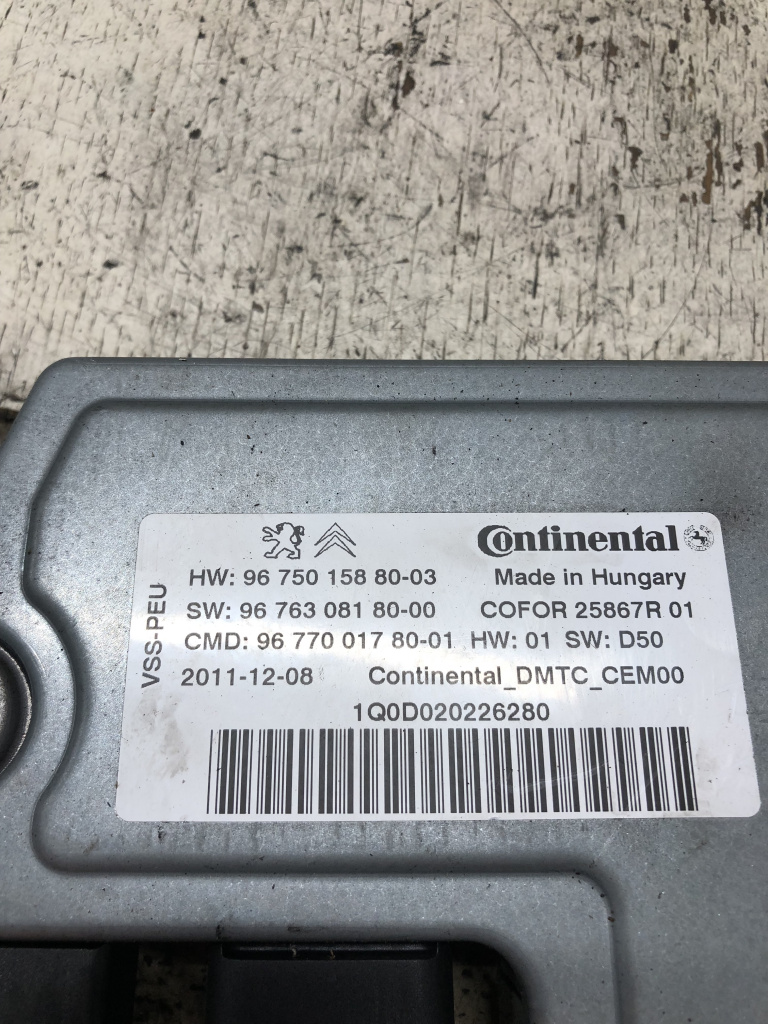 Continental
HW: 96 750 158 80-03 Made in Hungary
SW: 96 763 081 80-00 COFOR 25867R 01
CMD: 96 770 017 80-01 HW: 01 SW: D50
2011-12-08 Continental_DMTC_CEM00
1Q0D020226280
VSS-PEU